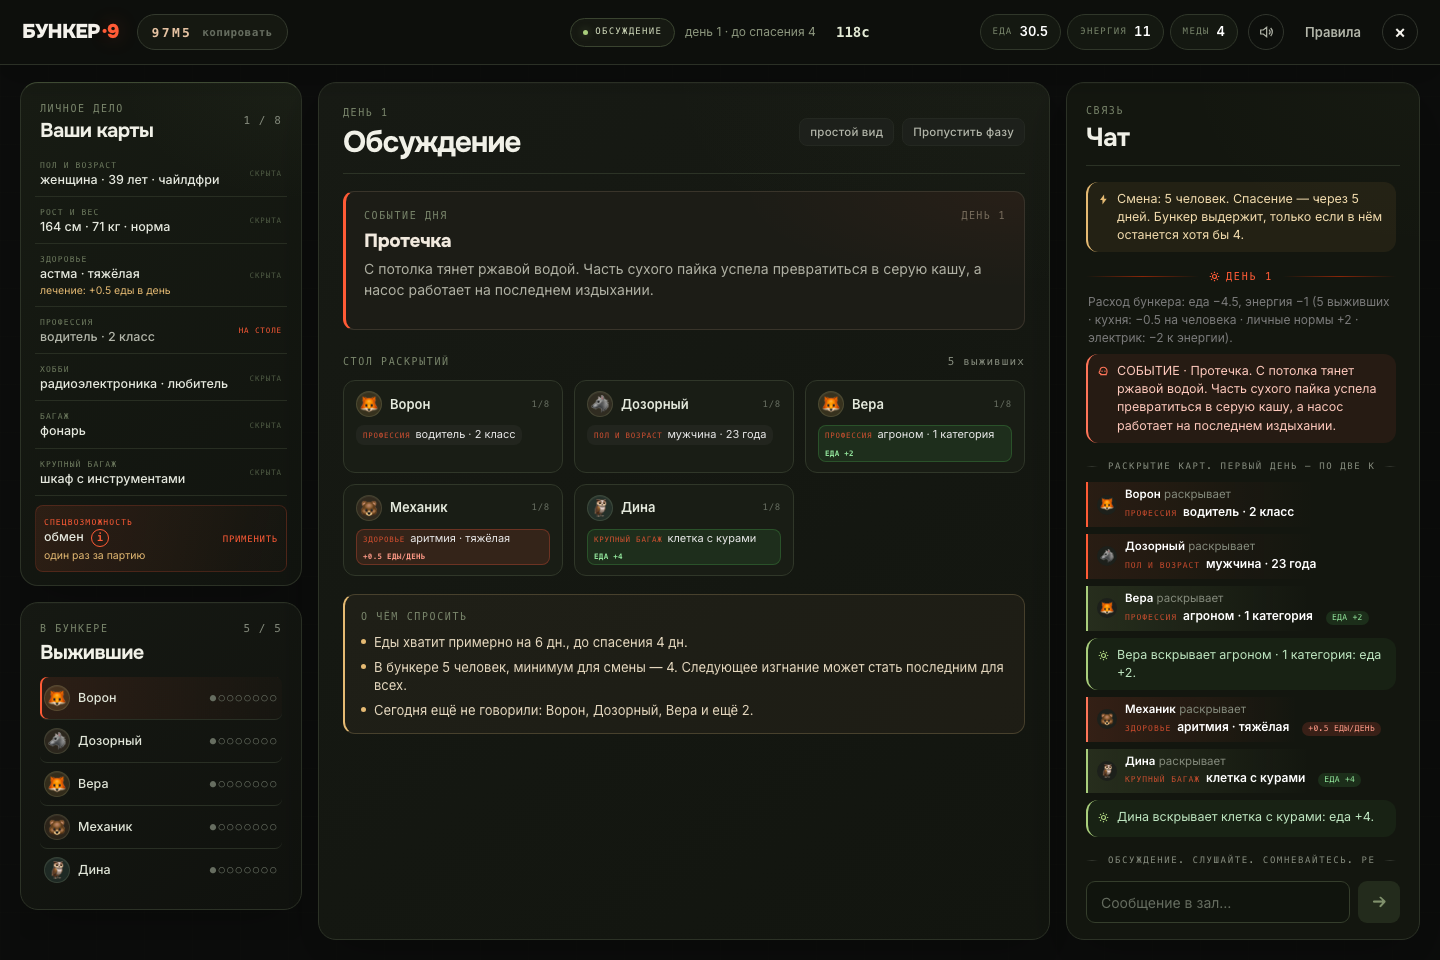 БУНКЕР·9
97M5 копировать
ОБСУЖДЕНИЕ
день 1 · до спасения 4
118с
ЕДА 30.5
ЭНЕРГИЯ 11
МЕДЫ 4
Правила
×
ЛИЧНОЕ ДЕЛО
Ваши карты
1 / 8
ПОЛ И ВОЗРАСТ
женщина · 39 лет · чайлдфри
СКРЫТА
РОСТ И ВЕС
164 см · 71 кг · норма
СКРЫТА
ЗДОРОВЬЕ
астма · тяжёлая
лечение: +0.5 еды в день
СКРЫТА
ПРОФЕССИЯ
водитель · 2 класс
НА СТОЛЕ
ХОББИ
радиоэлектроника · любитель
СКРЫТА
БАГАЖ
фонарь
СКРЫТА
КРУПНЫЙ БАГАЖ
шкаф с инструментами
СКРЫТА
СПЕЦВОЗМОЖНОСТЬ
обмен i
один раз за партию
ПРИМЕНИТЬ
В БУНКЕРЕ
Выжившие
5 / 5
Ворон
Дозорный
Вера
Механик
Дина
ДЕНЬ 1
Обсуждение
простой вид
Пропустить фазу
СОБЫТИЕ ДНЯ
ДЕНЬ 1
Протечка
С потолка тянет ржавой водой. Часть сухого пайка успела превратиться в серую кашу, а
насос работает на последнем издыхании.
СТОЛ РАСКРЫТИЙ
5 выживших
Ворон 1/8
ПРОФЕССИЯ водитель · 2 класс
Дозорный 1/8
ПОЛ И ВОЗРАСТ мужчина · 23 года
Вера 1/8
ПРОФЕССИЯ агроном · 1 категория
ЕДА +2
Механик 1/8
ЗДОРОВЬЕ аритмия · тяжёлая
+0.5 ЕДЫ/ДЕНЬ
Дина 1/8
КРУПНЫЙ БАГАЖ клетка с курами
ЕДА +4
О ЧЁМ СПРОСИТЬ
Еды хватит примерно на 6 дн., до спасения 4 дн.
В бункере 5 человек, минимум для смены — 4. Следующее изгнание может стать последним для
всех.
Сегодня ещё не говорили: Ворон, Дозорный, Вера и ещё 2.
СВЯЗЬ
Чат
Смена: 5 человек. Спасение — через 5
дней. Бункер выдержит, только если в нём
останется хотя бы 4.
ДЕНЬ 1
Расход бункера: еда −4.5, энергия −1 (5 выживших
· кухня: −0.5 на человека · личные нормы +2 ·
электрик: −2 к энергии).
СОБЫТИЕ · Протечка. С потолка тянет
ржавой водой. Часть сухого пайка успела
превратиться в серую кашу, а насос
работает на последнем издыхании.
РАСКРЫТИЕ КАРТ. ПЕРВЫЙ ДЕНЬ — ПО ДВЕ К
Ворон раскрывает
ПРОФЕССИЯ водитель · 2 класс
Дозорный раскрывает
ПОЛ И ВОЗРАСТ мужчина · 23 года
Вера раскрывает
ПРОФЕССИЯ агроном · 1 категория ЕДА +2
Вера вскрывает агроном · 1 категория: еда
+2.
Механик раскрывает
ЗДОРОВЬЕ аритмия · тяжёлая +0.5 ЕДЫ/ДЕНЬ
Дина раскрывает
КРУПНЫЙ БАГАЖ клетка с курами ЕДА +4
Дина вскрывает клетка с курами: еда +4.
ОБСУЖДЕНИЕ. СЛУШАЙТЕ. СОМНЕВАЙТЕСЬ. РЕ
Сообщение в зал…